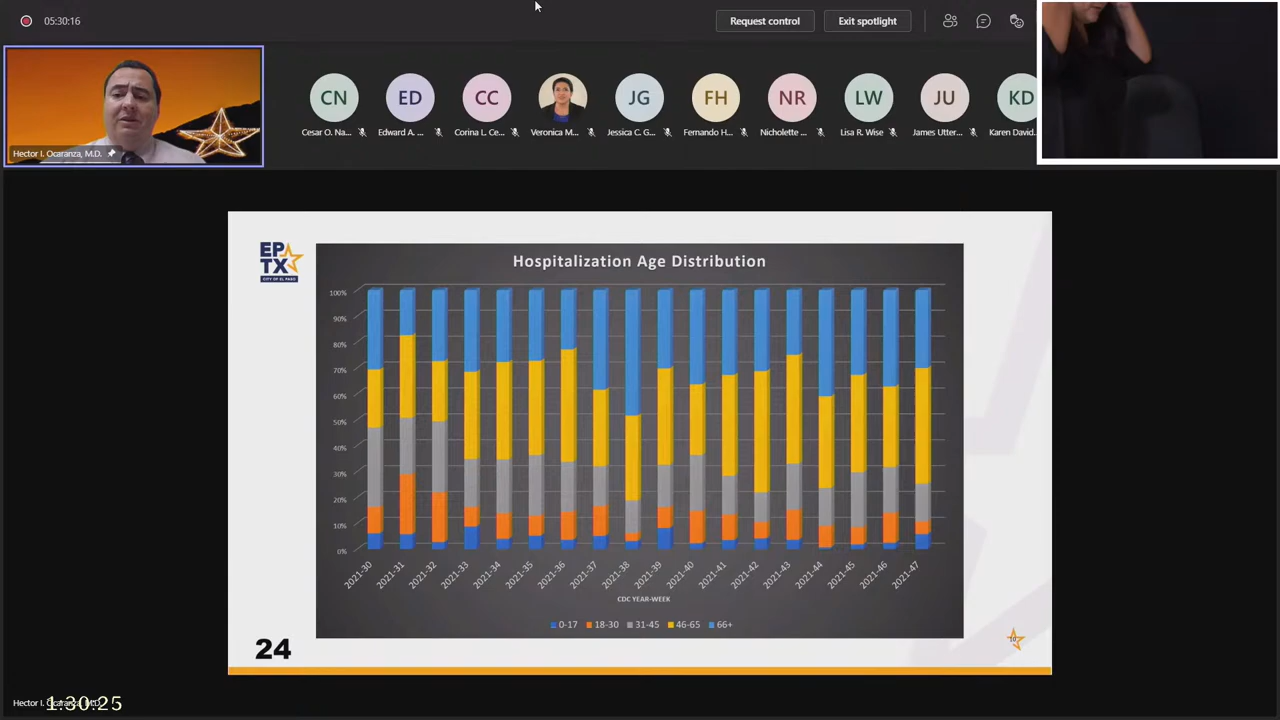 05:30:16
Request control
Exit spotlight
CN
ED
CC
JG
FH
NR
LW
JU
KD
Hector I. Ocaranza, M.D.
Cesar O. Na...
Edward A. ...
Corina L. Ce...
Veronica M...
Jessica C. G...
Fernando H...
Nicholette ...
Lisa R. Wise
James Utter...
Karen David...
EP
TX
CITY OF EL PASO
Hospitalization Age Distribution
100%
90%
80%
70%
60%
50%
40%
30%
20%
10%
0%
2021-30
2021-31
2021-32
2021-33
2021-34
2021-35
2021-36
2021-37
2021-38
2021-39
2021-40
2021-41
2021-42
2021-43
2021-44
2021-45
2021-46
2021-47
CDC YEAR-WEEK
0-17
18-30
31-45
46-65
66+
24
10
Hector I. Ocaranza, M.D.
1:30:25